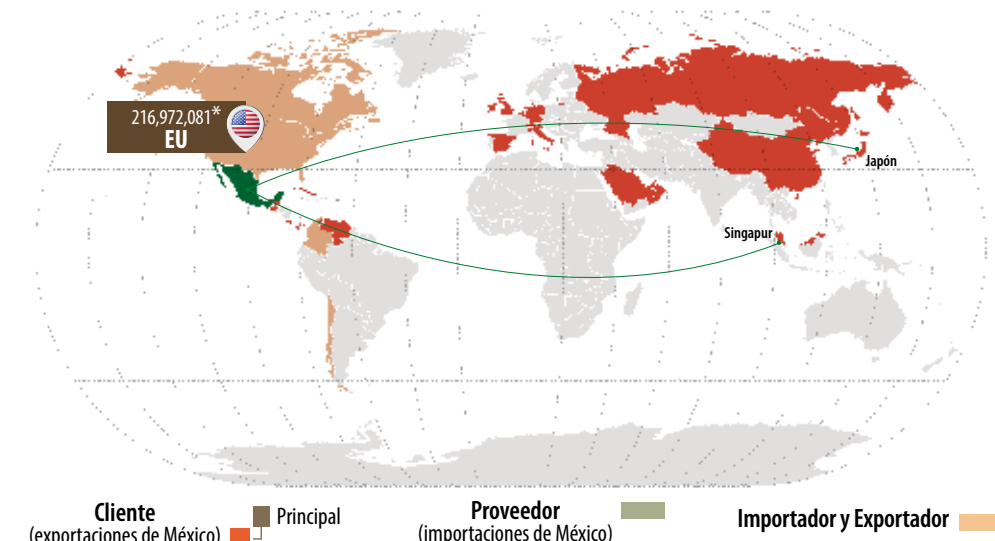 216,972,081*
EU
Japón
Singapur
Cliente
(exportaciones de México)
Principal
Proveedor
(importaciones de México)
Importador y Exportador